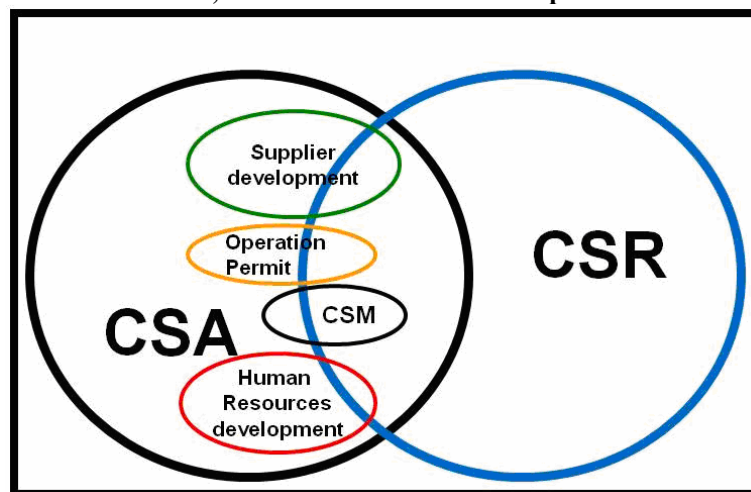 Supplier
development
Operation
Permit
CSR
CSM
CSA
Human
Resources
development